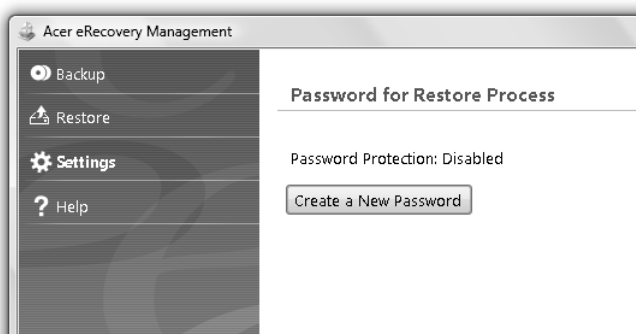 Acer eRecovery Management
Backup
Restore
Settings
? Help
Password for Restore Process
Password Protection: Disabled
Create a New Password